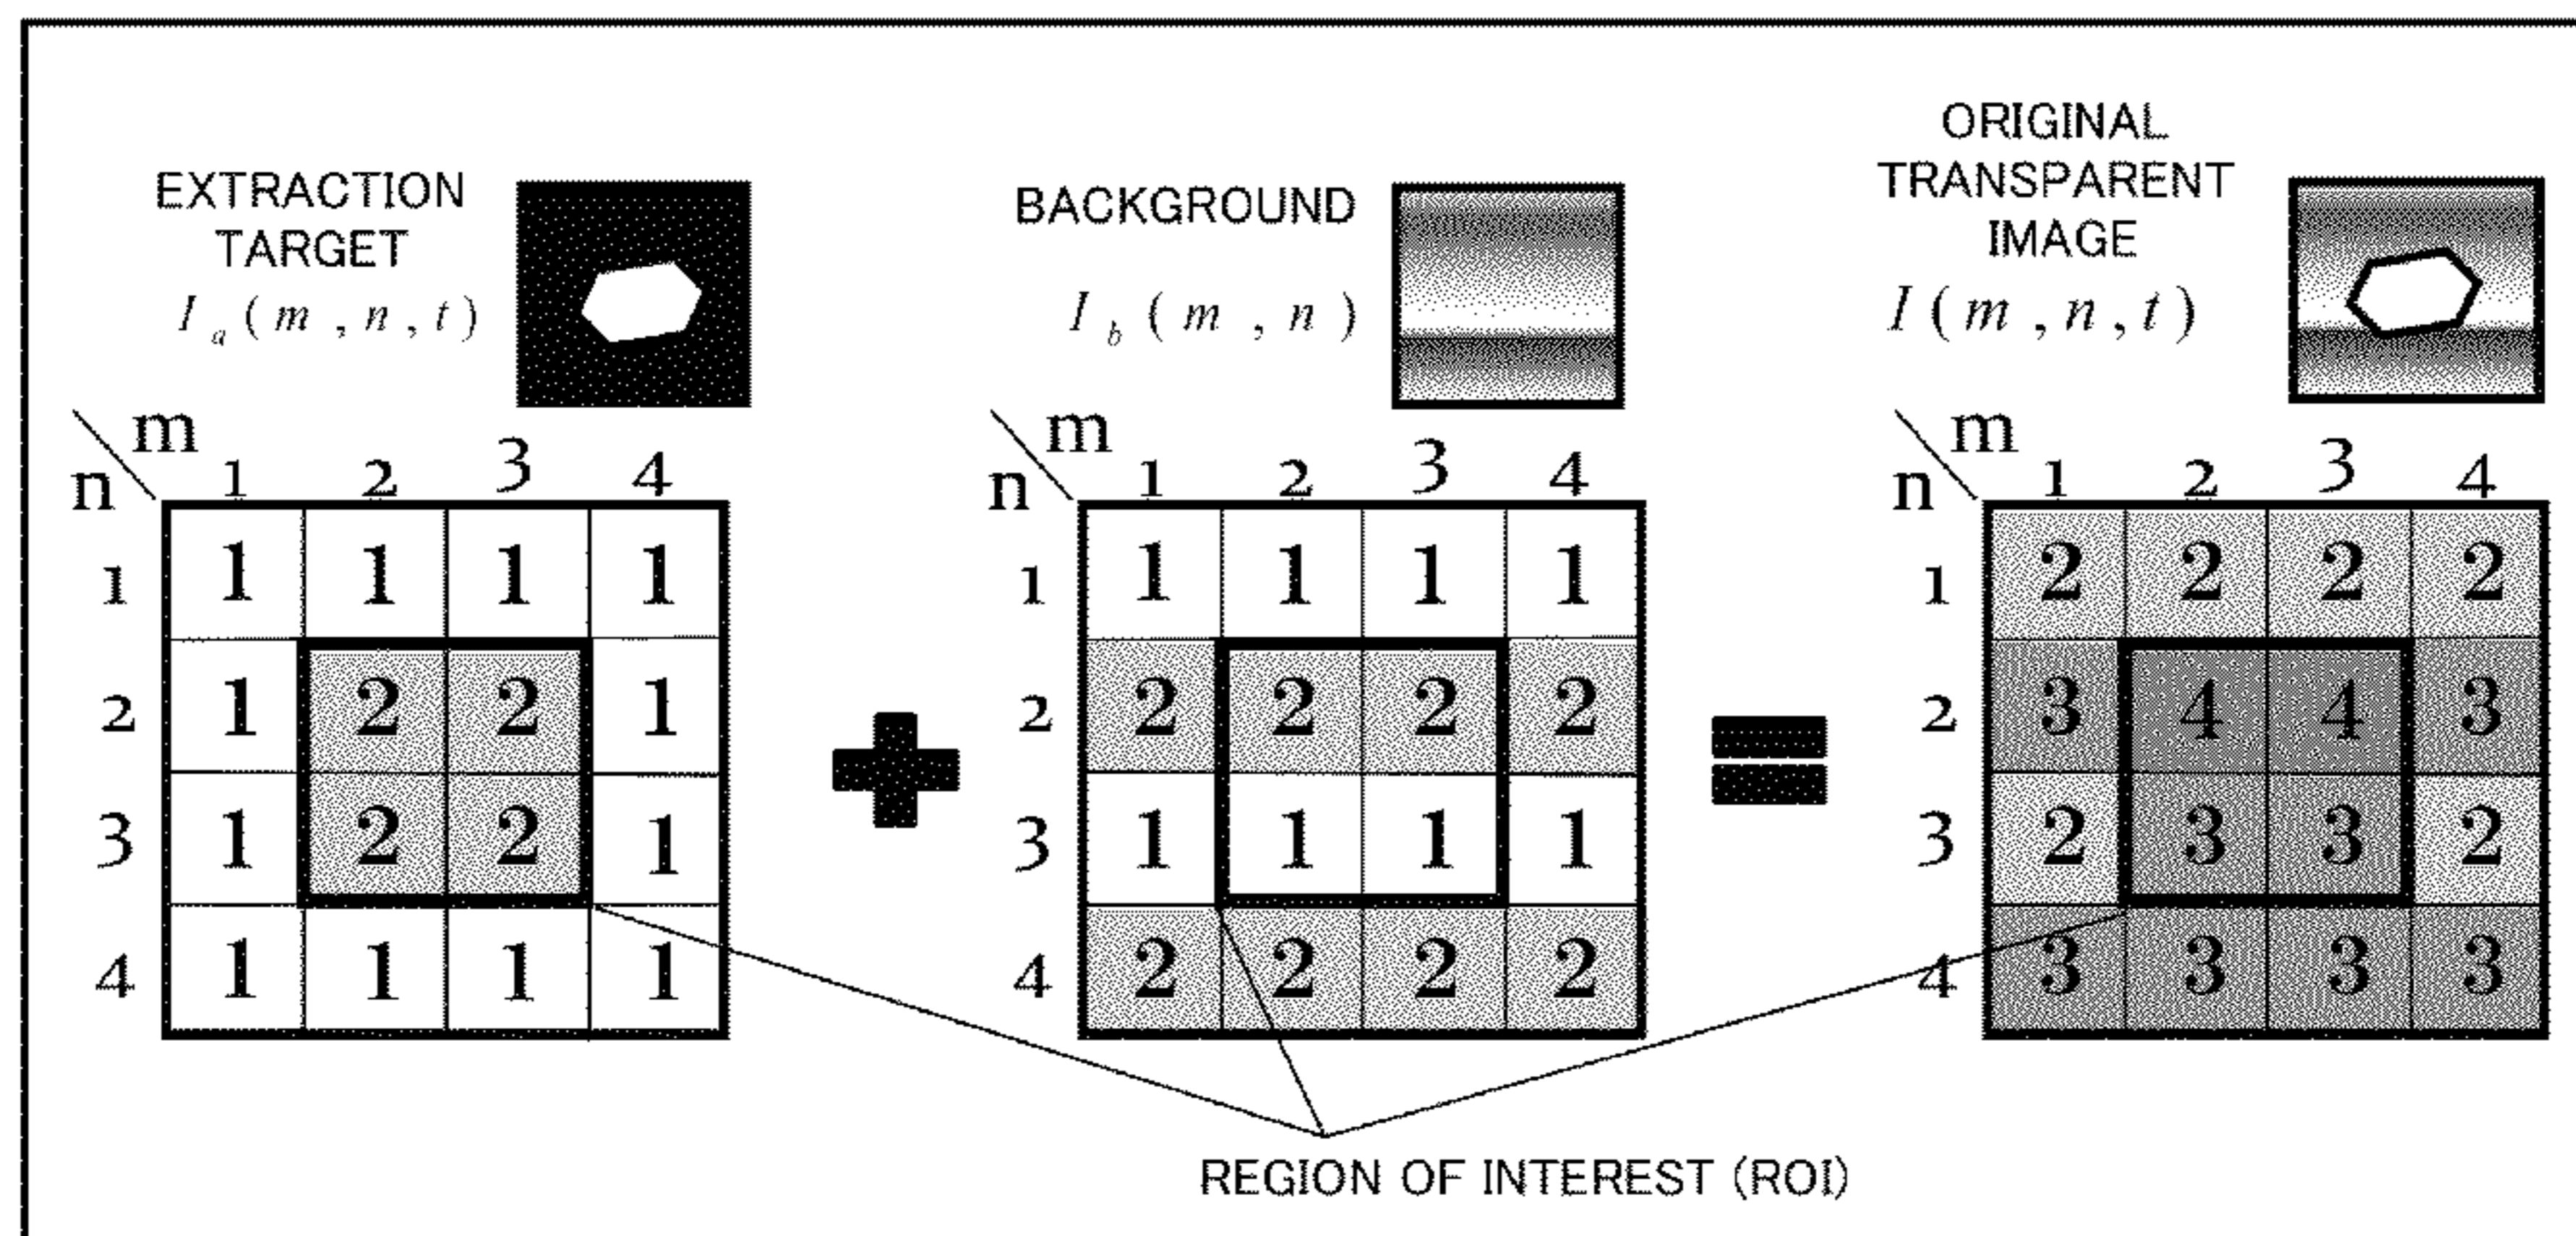 EXTRACTION
TARGET
I a ( m , n , t )
BACKGROUND
I b ( m , n )
ORIGINAL
TRANSPARENT
IMAGE
I ( m , n , t )
m
n 1 2 3 4
1 1 1 1 1
2 1 2 2 1
3 1 2 2 1
4 1 1 1 1
m
n 1 2 3 4
1 1 1 1 1
2 2 2 2 2
3 1 1 1 1
4 2 2 2 2
m
n 1 2 3 4
1 2 2 2 2
2 3 4 4 3
3 2 3 3 2
4 3 3 3 3
REGION OF INTEREST (ROI)